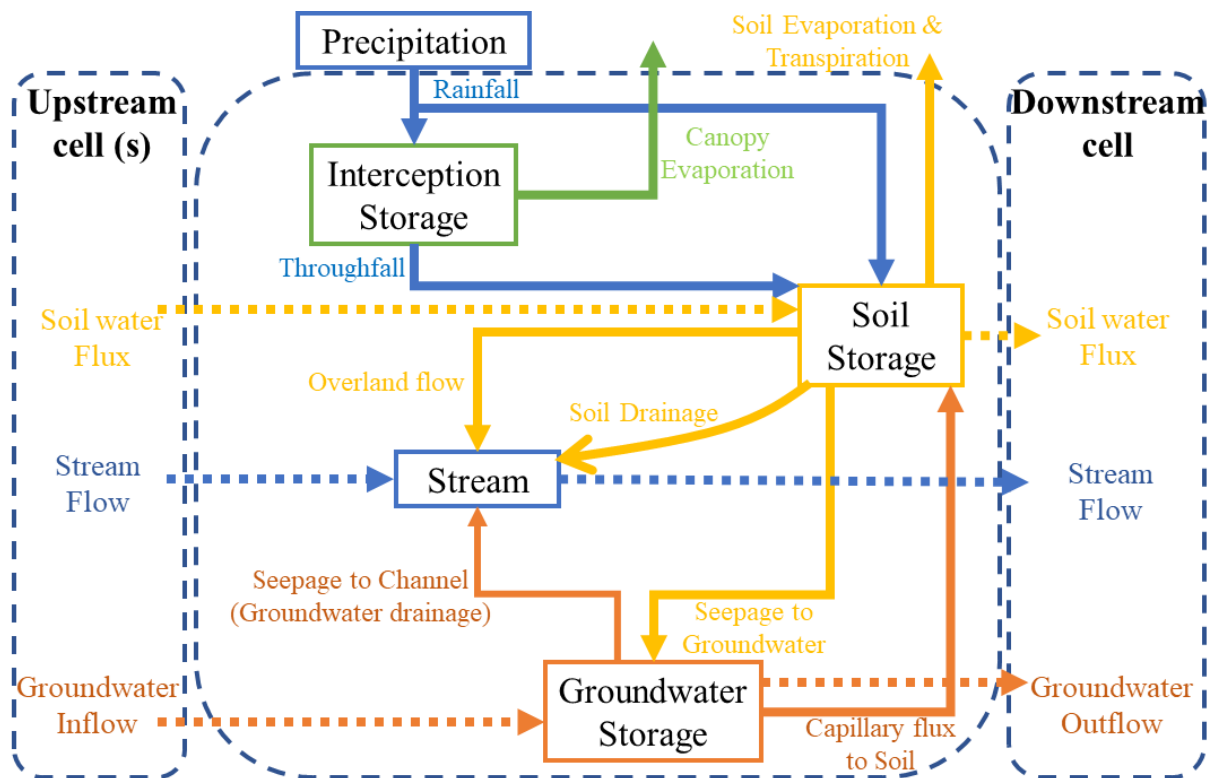 Precipitation
Soil Evaporation &
Transpiration
Upstream
cell (s)
Rainfall
Downstream
cell
Canopy
Evaporation
Interception
Storage
Throughfall
Soil water
Flux
Soil
Storage
Soil water
Flux
Overland flow
Soil Drainage
Stream
Flow
Stream
Stream
Flow
Seepage to Channel
(Groundwater drainage)
Seepage to
Groundwater
Groundwater
Inflow
Groundwater
Storage
Capillary flux
to Soil
Groundwater
Outflow